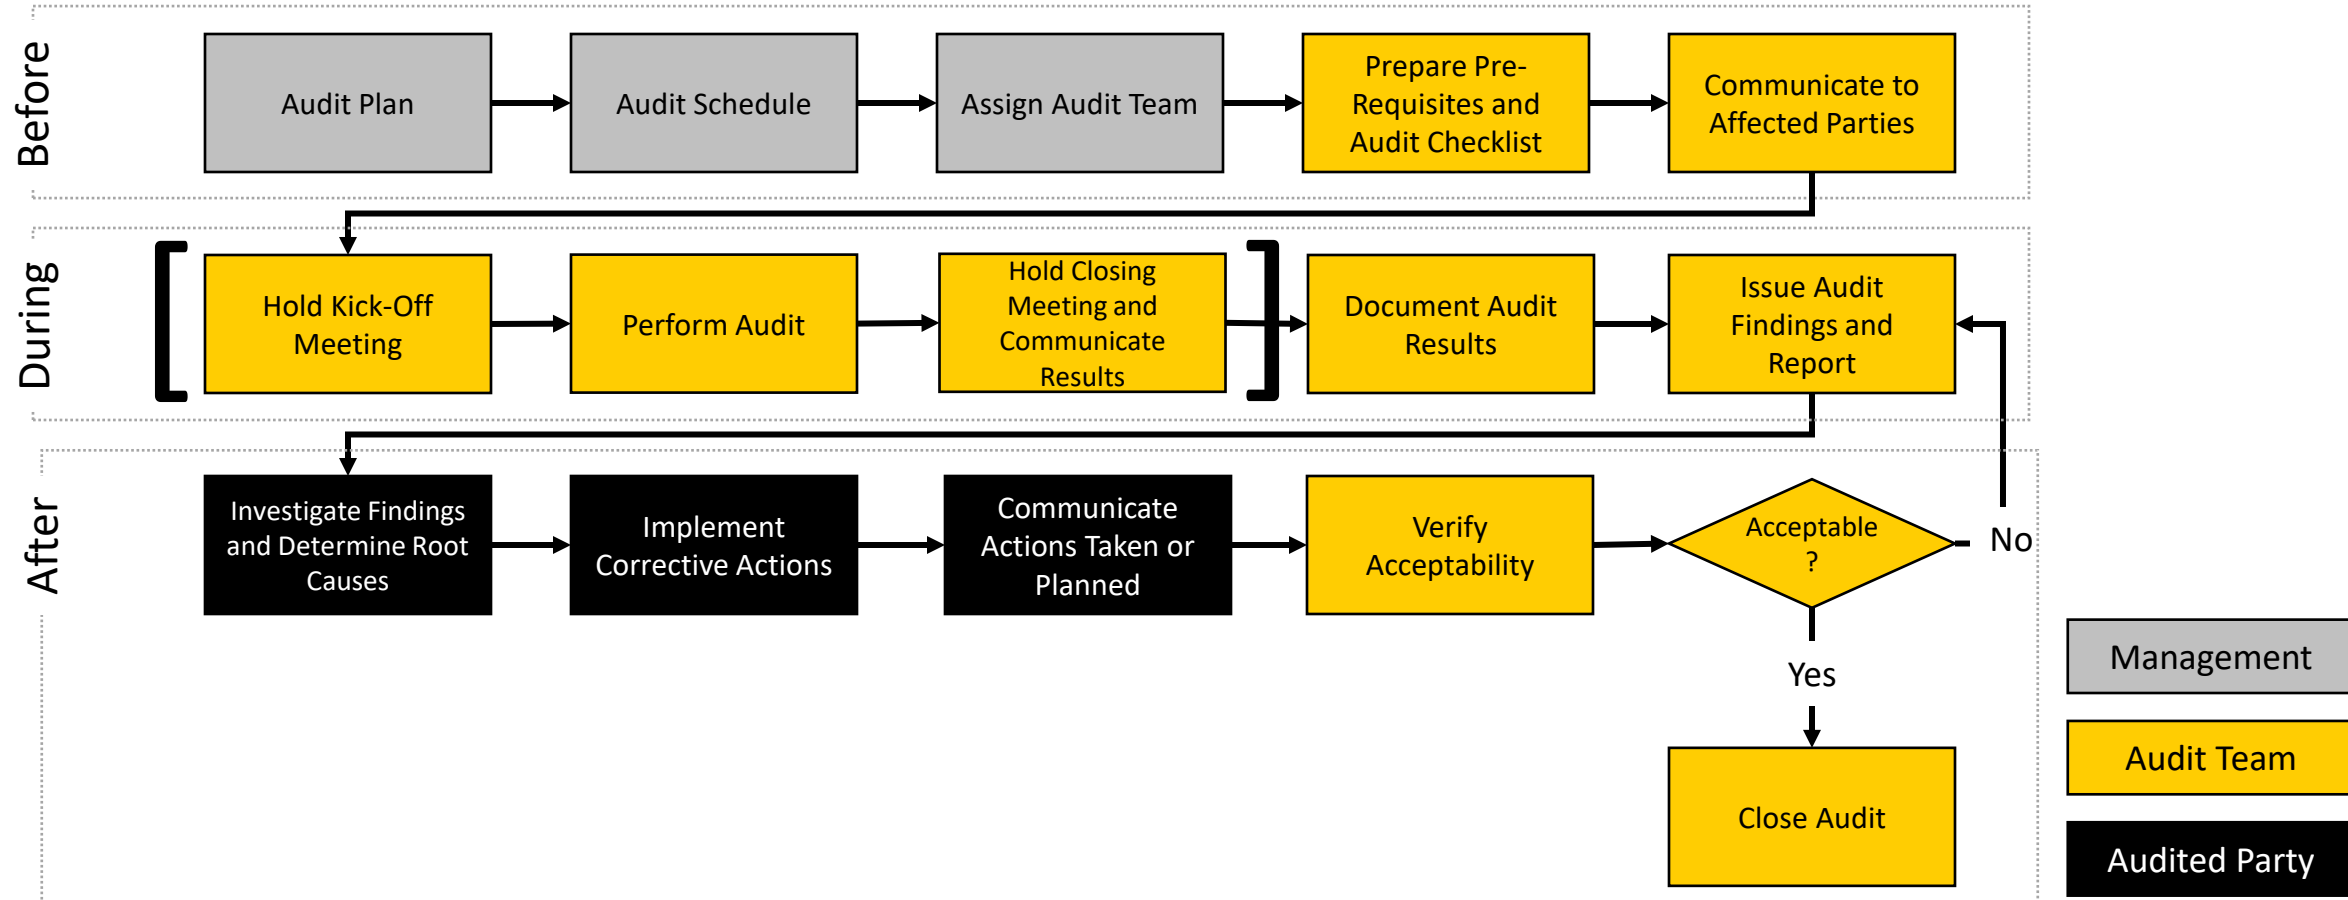 Before
Audit Plan
Audit Schedule
Assign Audit Team
Prepare Pre-
Requisites and
Audit Checklist
Communicate to
Affected Parties
During
Hold Kick-Off
Meeting
Perform Audit
Hold Closing
Meeting and
Communicate
Results
Document Audit
Results
Issue Audit
Findings and
Report
After
Investigate Findings
and Determine Root
Causes
Implement
Corrective Actions
Communicate
Actions Taken or
Planned
Verify
Acceptability
Acceptable
?
No
Yes
Close Audit
Management
Audit Team
Audited Party